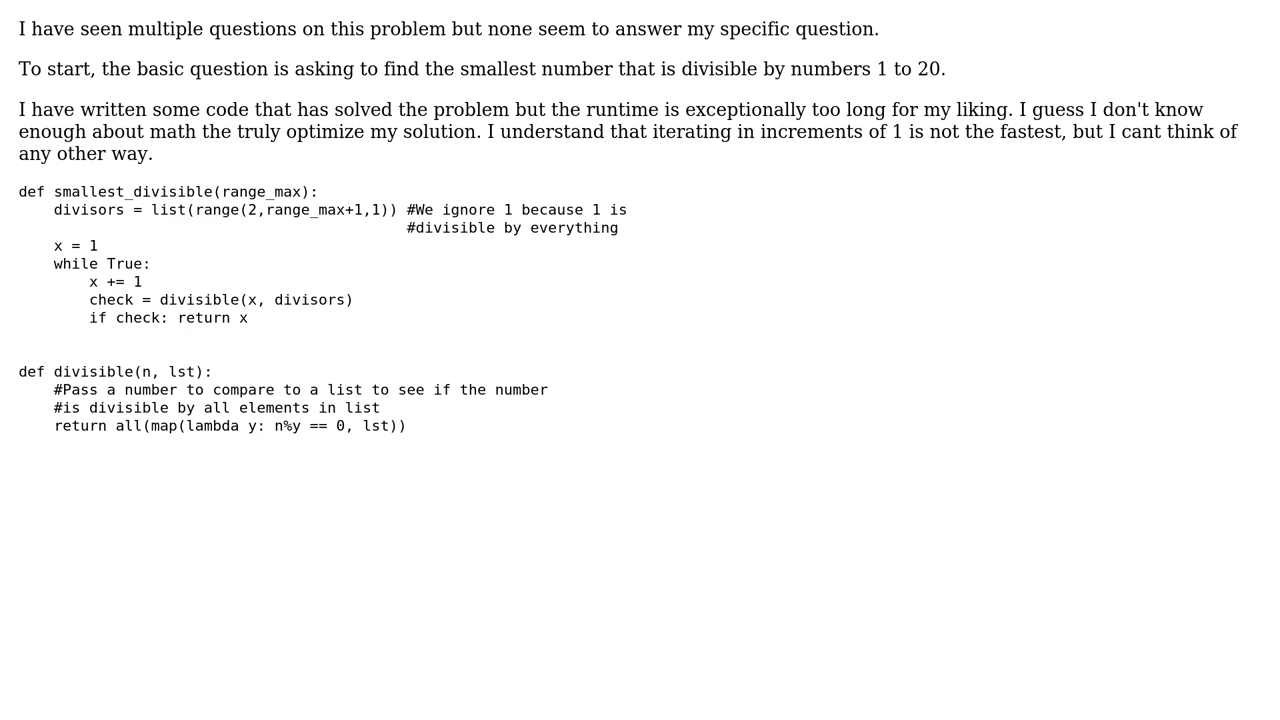 I have seen multiple questions on this problem but none seem to answer my specific question.
To start, the basic question is asking to find the smallest number that is divisible by numbers 1 to 20.
I have written some code that has solved the problem but the runtime is exceptionally too long for my liking. I guess I don't know
enough about math the truly optimize my solution. I understand that iterating in increments of 1 is not the fastest, but I cant think of
any other way.
def smallest_divisible(range_max):
    divisors = list(range(2,range_max+1,1)) #We ignore 1 because 1 is
                                            #divisible by everything
    x = 1
    while True:
        x += 1
        check = divisible(x, divisors)
        if check: return x
def divisible(n, lst):
    #Pass a number to compare to a list to see if the number
    #is divisible by all elements in list
    return all(map(lambda y: n%y == 0, lst))